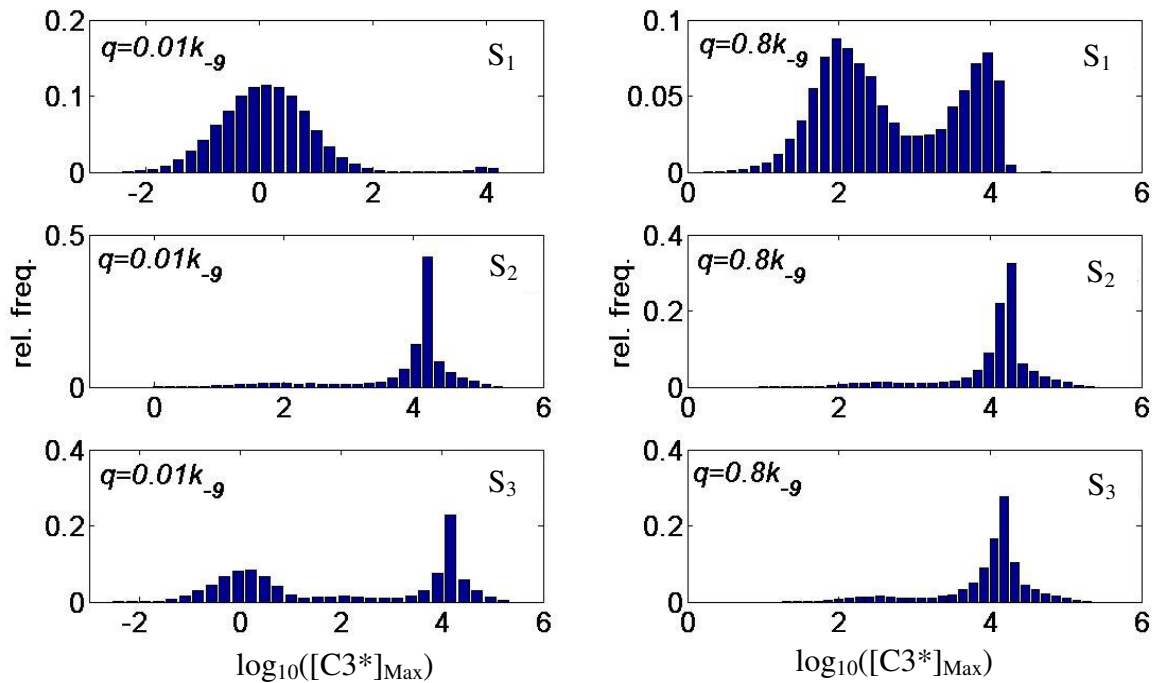 0.2
q=0.01k-9
S1
0.1
0
-2 0 2 4
0.1
q=0.8k-9
S1
0.05
0
2 4 6
0.5
q=0.01k-9
S2
rel. freq.
0
0 2 4 6
0.4
q=0.8k-9
S2
rel. freq.
0.2
0
2 4 6
0.4
q=0.01k-9
S3
0.2
0
-2 0 2 4 6
log10([C3*]Max)
0.4
q=0.8k-9
S3
0.2
0
2 4 6
log10([C3*]Max)